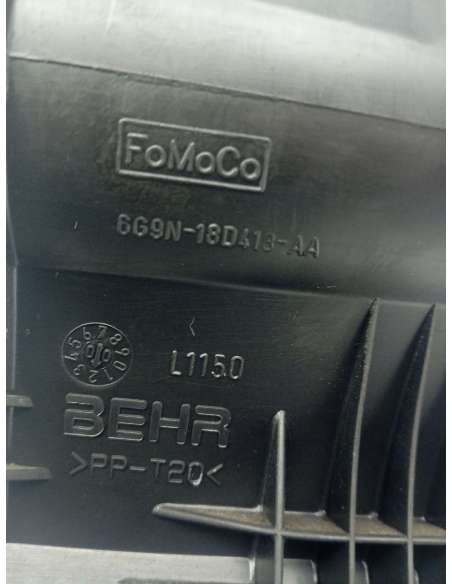 FoMoCo
6G9N-18D413-AA
L1150
BEHR
>PP-T20<